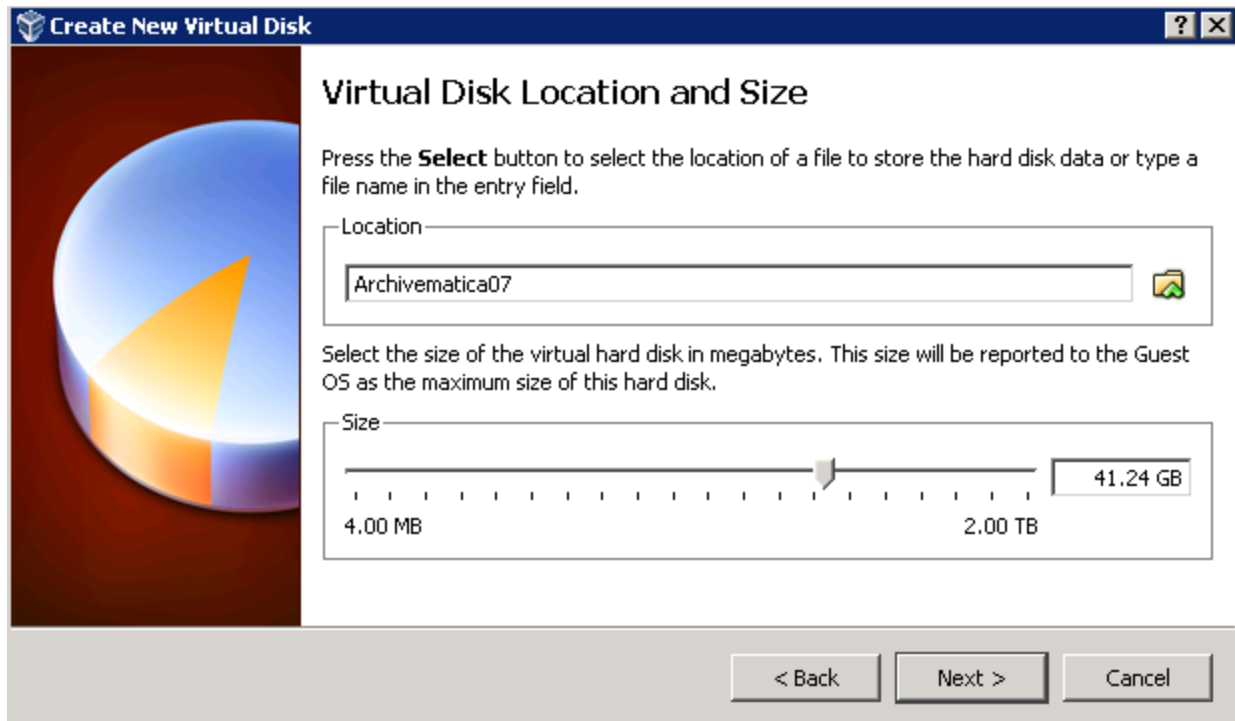 Create New Virtual Disk
Virtual Disk Location and Size
Press the Select button to select the location of a file to store the hard disk data or type a
file name in the entry field.
Location
Archivematica07
Select the size of the virtual hard disk in megabytes. This size will be reported to the Guest
OS as the maximum size of this hard disk.
Size
41.24 GB
4.00 MB 2.00 TB
< Back Next > Cancel